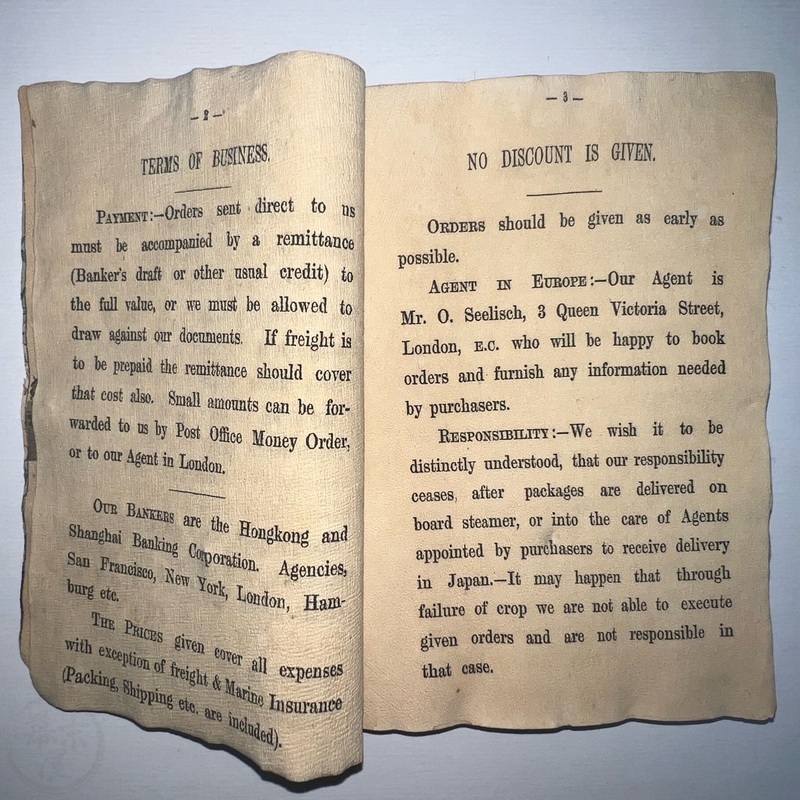 — 2 —
TERMS OF BUSINESS.
PAYMENT:—Orders sent direct to us
must be accompanied by a remittance
(Banker's draft or other usual credit) to
the full value, or we must be allowed to
draw against our documents. If freight is
to be prepaid the remittance should cover
that cost also. Small amounts can be for-
warded to us by Post Office Money Order,
or to our Agent in London.
OUR BANKERS are the Hongkong and
Shanghai Banking Corporation. Agencies,
San Francisco, New York, London, Ham-
burg etc.
THE PRICES given cover all expenses
with exception of freight & Marine Insurance
(Packing, Shipping etc. are included).
— 3 —
NO DISCOUNT IS GIVEN.
ORDERS should be given as early as
possible.
AGENT IN EUROPE:—Our Agent is
Mr. O. Seelisch, 3 Queen Victoria Street,
London, E.C. who will be happy to book
orders and furnish any information needed
by purchasers.
RESPONSIBILITY:—We wish it to be
distinctly understood, that our responsibility
ceases, after packages are delivered on
board steamer, or into the care of Agents
appointed by purchasers to receive delivery
in Japan.—It may happen that through
failure of crop we are not able to execute
given orders and are not responsible in
that case.